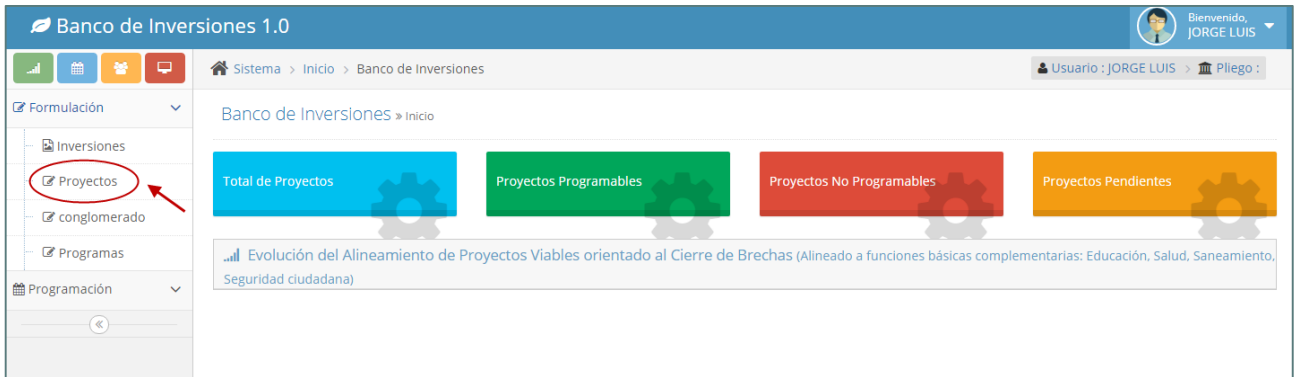 Banco de Inversiones 1.0
Bienvenido,
JORGE LUIS
Sistema > Inicio > Banco de Inversiones
Usuario : JORGE LUIS > Pliego :
Formulación
Inversiones
Proyectos
conglomerado
Programas
Programación
Banco de Inversiones » Inicio
Total de Proyectos
Proyectos Programables
Proyectos No Programables
Proyectos Pendientes
Evolución del Alineamiento de Proyectos Viables orientado al Cierre de Brechas (Alineado a funciones básicas complementarias: Educación, Salud, Saneamiento,
Seguridad ciudadana)